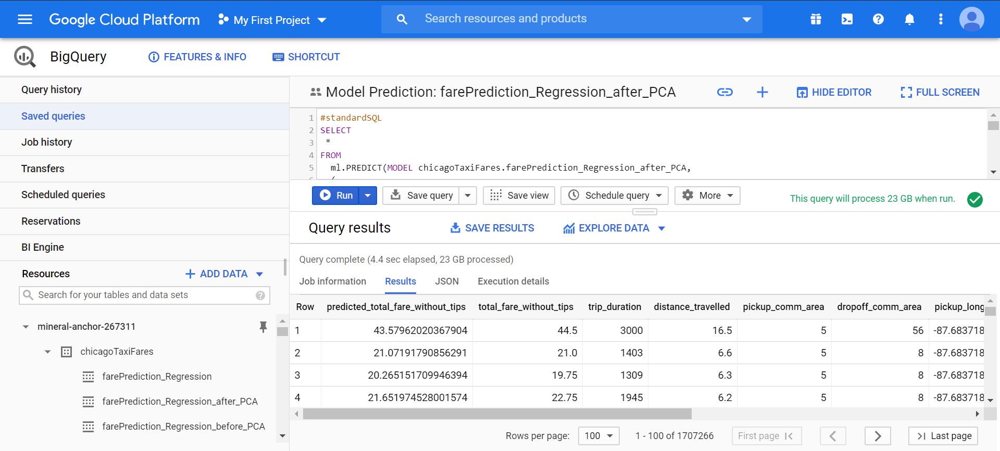 Google Cloud Platform My First Project Search resources and products
BigQuery FEATURES & INFO SHORTCUT
Query history
Saved queries
Job history
Transfers
Scheduled queries
Reservations
BI Engine
Resources ADD DATA
Search for your tables and data sets
mineral-anchor-267311
chicagoTaxiFares
farePrediction_Regression
farePrediction_Regression_after_PCA
farePrediction_Regression_before_PCA
Model Prediction: farePrediction_Regression_after_PCA HIDE EDITOR FULL SCREEN
1 #standardSQL
2 SELECT
3 *
4 FROM
5 ml.PREDICT(MODEL chicagoTaxiFares.farePrediction_Regression_after_PCA,
6 (
Run Save query Save view Schedule query More This query will process 23 GB when run.
Query results SAVE RESULTS EXPLORE DATA
Query complete (4.4 sec elapsed, 23 GB processed)
Job information Results JSON Execution details
Row predicted_total_fare_without_tips total_fare_without_tips trip_duration distance_travelled pickup_comm_area dropoff_comm_area pickup_long
1 43.57962020367904 44.5 3000 16.5 5 56 -87.683718
2 21.07191790856291 21.0 1403 6.6 5 8 -87.683718
3 20.265151709946394 19.75 1309 6.3 5 8 -87.683718
4 21.651974528001574 22.75 1945 6.2 5 8 -87.683718
Rows per page: 100 1 - 100 of 1707266 First page Last page